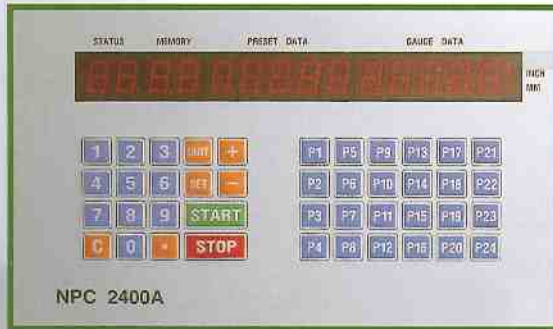 STATUS MEMORY PRESET DATA GAUGE DATA
INCH
MM
1 2 3 UNIT + P1 P5 P9 P13 P17 P21
4 5 6 SET − P2 P6 P10 P14 P18 P22
7 8 9 START P3 P7 P11 P15 P19 P23
C 0 • STOP P4 P8 P12 P16 P20 P24
NPC 2400A